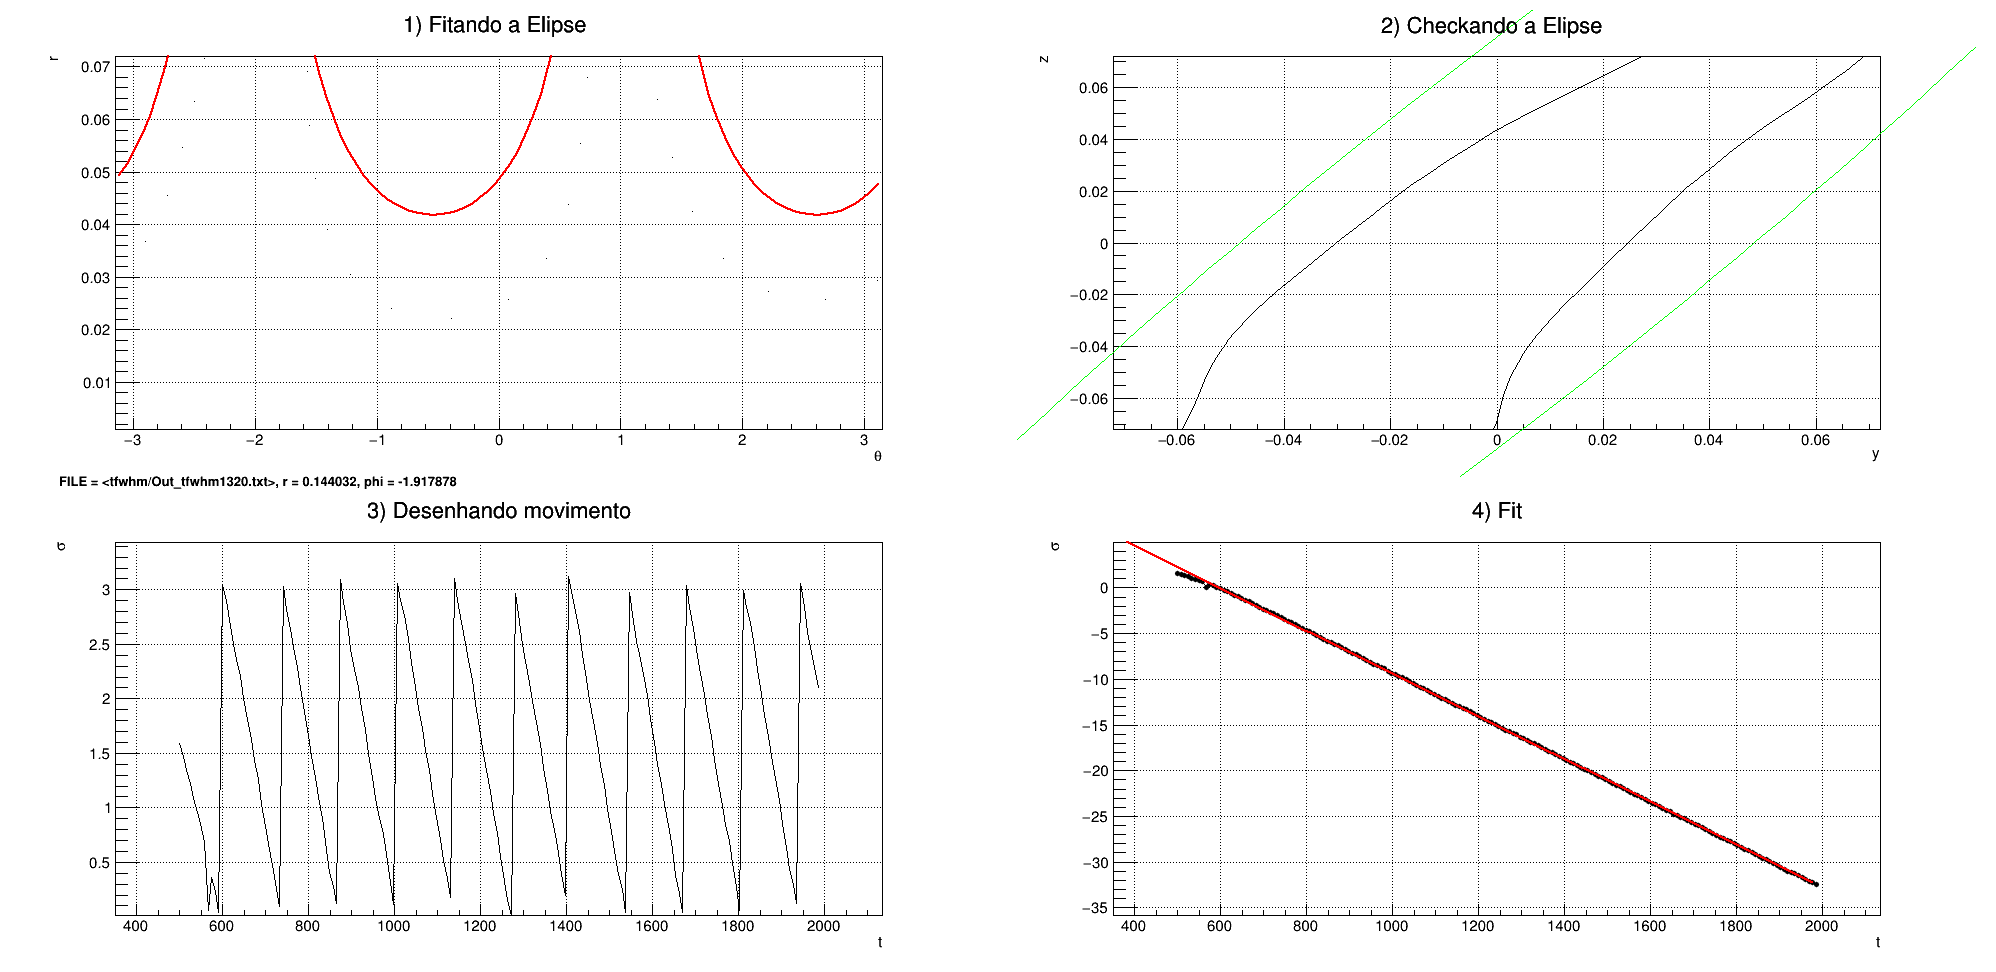 1) Fitando a Elipse
r
0.07
0.06
0.05
0.04
0.03
0.02
0.01
−3 −2 −1 0 1 2 3
θ
2) Checkando a Elipse
z
0.06
0.04
0.02
0
−0.02
−0.04
−0.06
−0.06 −0.04 −0.02 0 0.02 0.04 0.06
y
FILE = <tfwhm/Out_tfwhm1320.txt>, r = 0.144032, phi = -1.917878
3) Desenhando movimento
σ
3
2.5
2
1.5
1
0.5
400 600 800 1000 1200 1400 1600 1800 2000
t
4) Fit
σ
0
−5
−10
−15
−20
−25
−30
−35
400 600 800 1000 1200 1400 1600 1800 2000
t